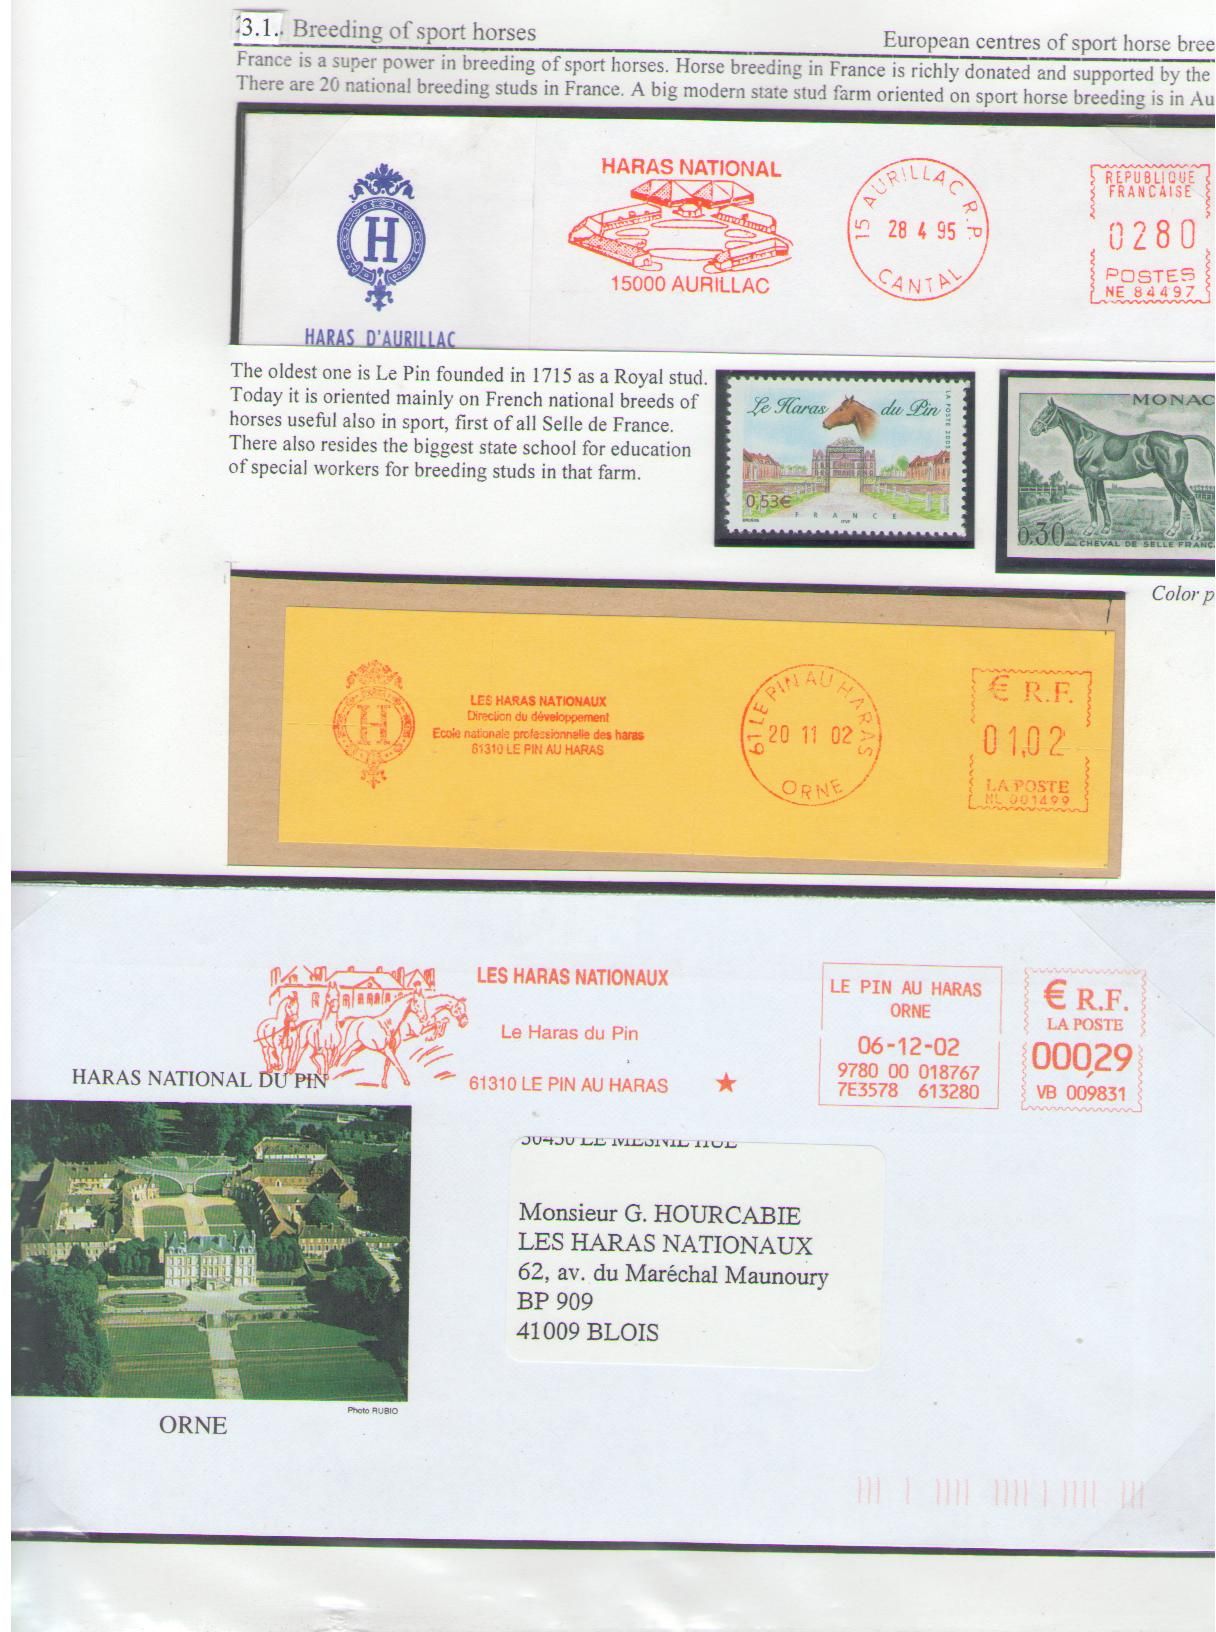 3.1. Breeding of sport horses
European centres of sport horse bree
France is a super power in breeding of sport horses. Horse breeding in France is richly donated and supported by the
There are 20 national breeding studs in France. A big modern state stud farm oriented on sport horse breeding is in Au
H
HARAS D'AURILLAC
HARAS NATIONAL
15000 AURILLAC
15 AURILLAC R.P.
28 4 95
CANTAL
REPUBLIQUE
FRANCAISE
0280
POSTES
NE 84497
The oldest one is Le Pin founded in 1715 as a Royal stud.
Today it is oriented mainly on French national breeds of
horses useful also in sport, first of all Selle de France.
There also resides the biggest state school for education
of special workers for breeding studs in that farm.
Le Haras du Pin
LA POSTE 2005
0,53€
FRANCE
MONAC
0.30
CHEVAL DE SELLE FRANÇA
Color p
H
LES HARAS NATIONAUX
Direction du développement
Ecole nationale professionnelle des haras
61310 LE PIN AU HARAS
61 LE PIN AU HARAS
20 11 02
ORNE
€ R.F.
01,02
LA POSTE
NL 001499
LES HARAS NATIONAUX
Le Haras du Pin
61310 LE PIN AU HARAS
LE PIN AU HARAS
ORNE
06-12-02
9780 00 018767
7E3578 613280
€ R.F.
LA POSTE
000,29
VB 009831
HARAS NATIONAL DU PIN
Photo RUBIO
ORNE
50450 LE MESNIL HUE
Monsieur G. HOURCABIE
LES HARAS NATIONAUX
62, av. du Maréchal Maunoury
BP 909
41009 BLOIS